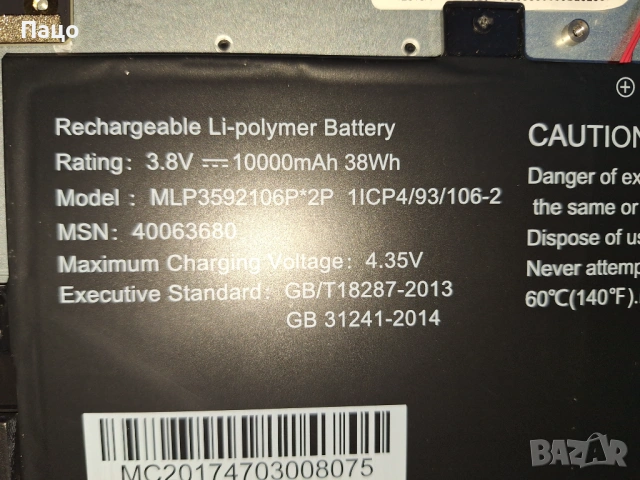 Пацо
Rechargeable Li-polymer Battery
Rating: 3.8V 10000mAh 38Wh
Model : MLP3592106P*2P 1ICP4/93/106-2
MSN: 40063680
Maximum Charging Voltage: 4.35V
Executive Standard: GB/T18287-2013
GB 31241-2014
CAUTION
Danger of ex
the same or
Dispose of us
Never attemp
60℃(140℉).
MC20174703008075
BAZAR